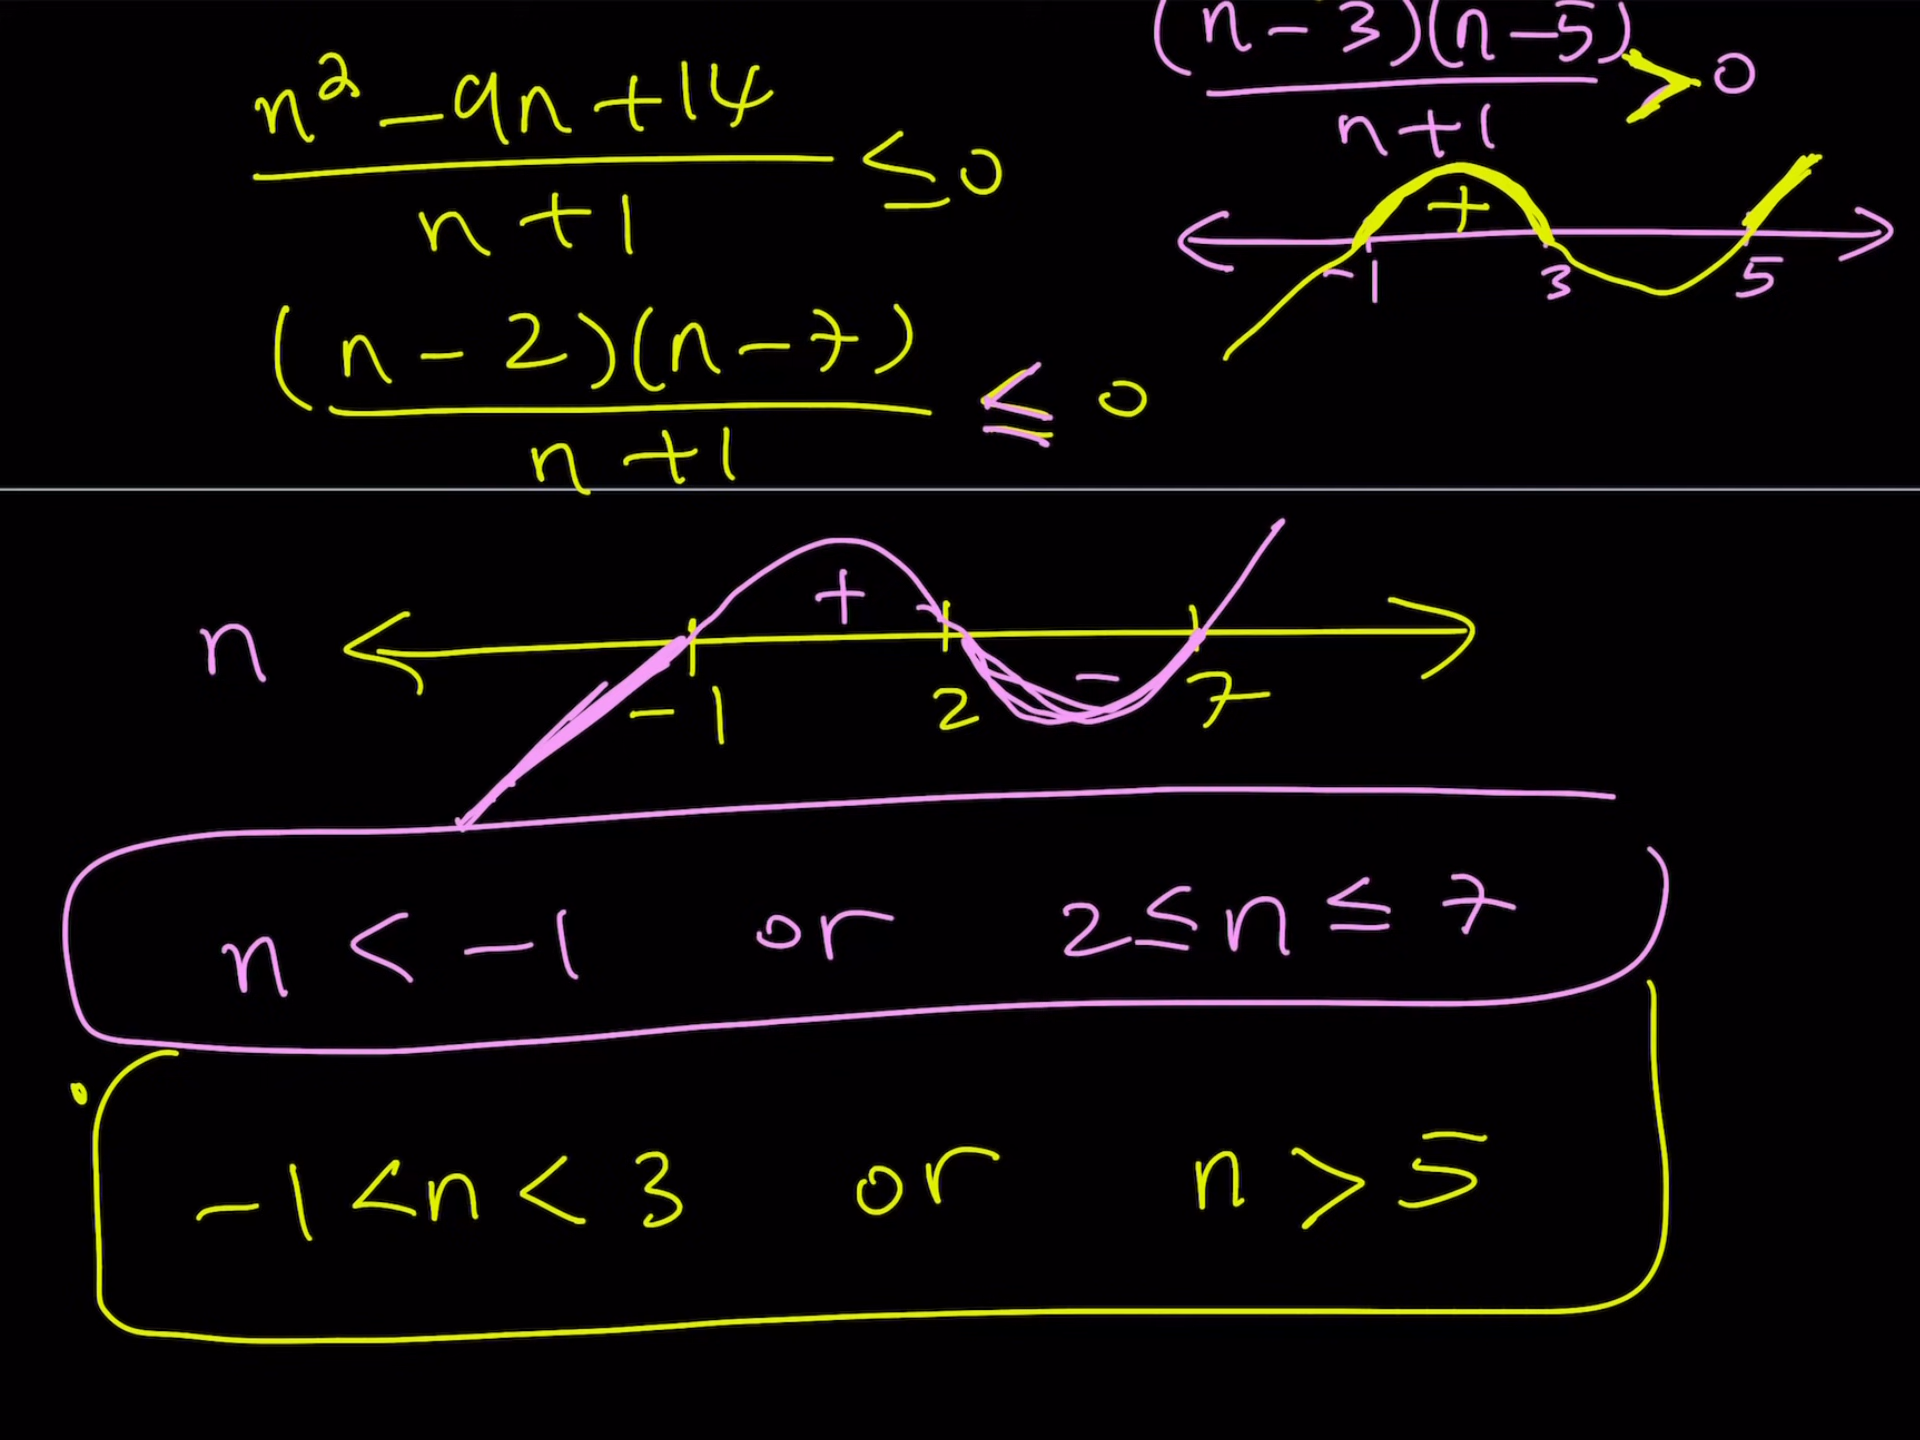 n² - 9n + 14
n + 1
≤ 0
(n - 3)(n - 5)
n + 1
> 0
+
-1 3 5
(n - 2)(n - 7)
n + 1
≤ 0
n
+ -
-1 2 7
n < -1 or 2 ≤ n ≤ 7
-1 < n < 3 or n > 5